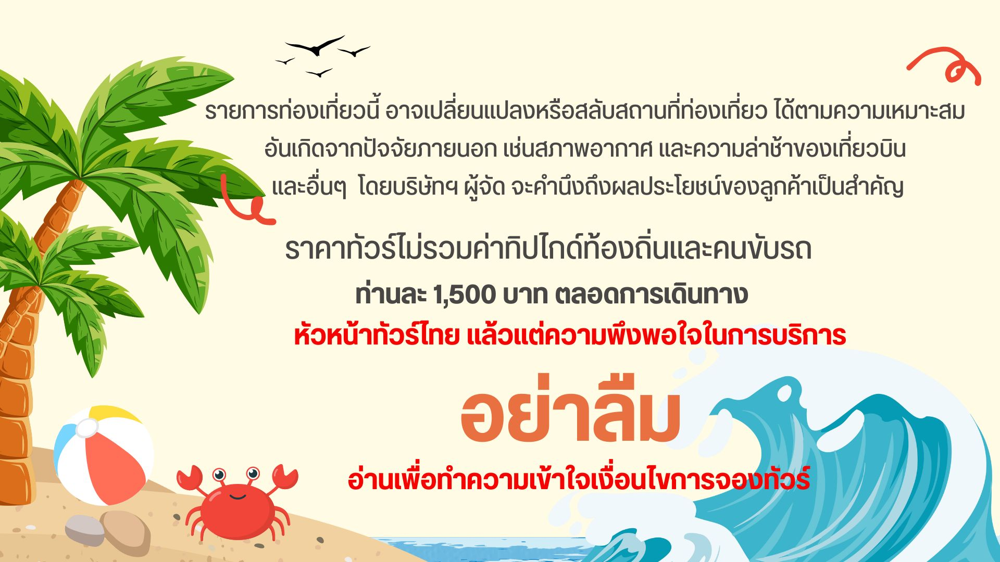 รายการท่องเที่ยวนี้ อาจเปลี่ยนแปลงหรือสลับสถานที่ท่องเที่ยว ได้ตามความเหมาะสม
อันเกิดจากปัจจัยภายนอก เช่นสภาพอากาศ และความล่าช้าของเที่ยวบิน
และอื่นๆ โดยบริษัทฯ ผู้จัด จะคำนึงถึงผลประโยชน์ของลูกค้าเป็นสำคัญ
ราคาทัวร์ไม่รวมค่าทิปไกด์ท้องถิ่นและคนขับรถ
ท่านละ 1,500 บาท ตลอดการเดินทาง
หัวหน้าทัวร์ไทย แล้วแต่ความพึงพอใจในการบริการ
อย่าลืม
อ่านเพื่อทำความเข้าใจเงื่อนไขการจองทัวร์